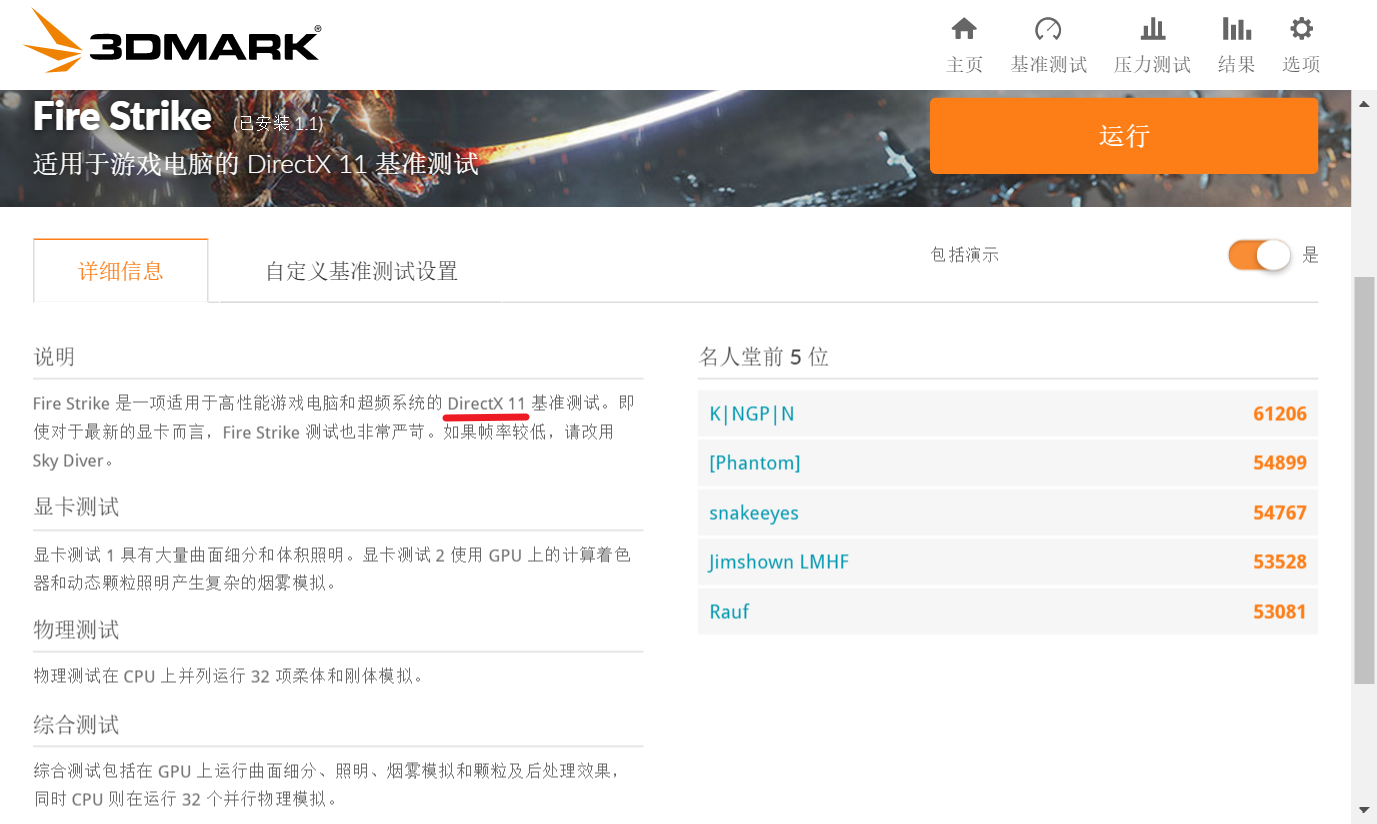 3DMARK®
主页 基准测试 压力测试 结果 选项
Fire Strike (已安装 1.1)
适用于游戏电脑的 DirectX 11 基准测试
运行
详细信息 自定义基准测试设置
包括演示 是
说明
Fire Strike 是一项适用于高性能游戏电脑和超频系统的 DirectX 11 基准测试。即
使对于最新的显卡而言，Fire Strike 测试也非常严苛。如果帧率较低，请改用
Sky Diver。
显卡测试
显卡测试 1 具有大量曲面细分和体积照明。显卡测试 2 使用 GPU 上的计算着色
器和动态颗粒照明产生复杂的烟雾模拟。
物理测试
物理测试在 CPU 上并列运行 32 项柔体和刚体模拟。
综合测试
综合测试包括在 GPU 上运行曲面细分、照明、烟雾模拟和颗粒及后处理效果，
同时 CPU 则在运行 32 个并行物理模拟。
名人堂前 5 位
K|NGP|N 61206
[Phantom] 54899
snakeeyes 54767
Jimshown LMHF 53528
Rauf 53081